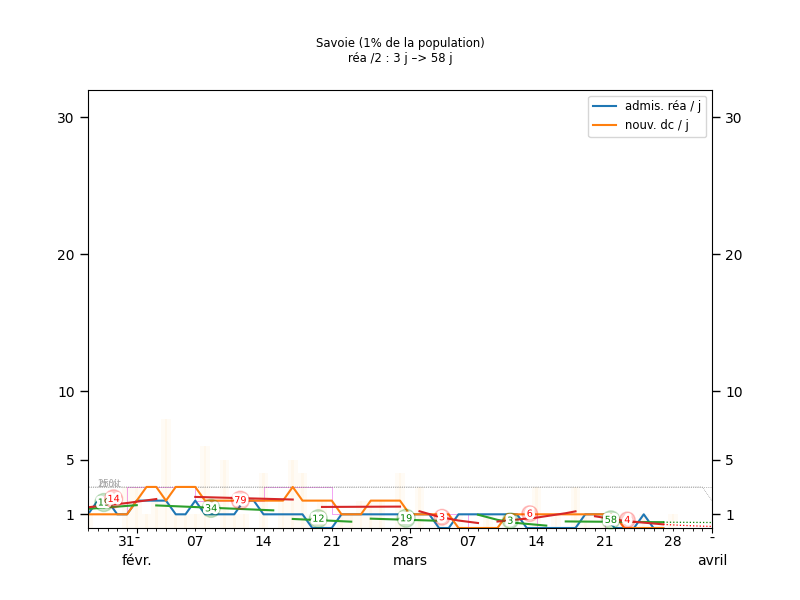 Savoie (1% de la population)
réa /2 : 3 j –> 58 j
admis. réa / j
nouv. dc / j
30 30
20 20
10 10
5 5
1 1
14 34 79 12 19 3 3 6 58 4
31 07 14 21 28 07 14 21 28
févr. mars avril